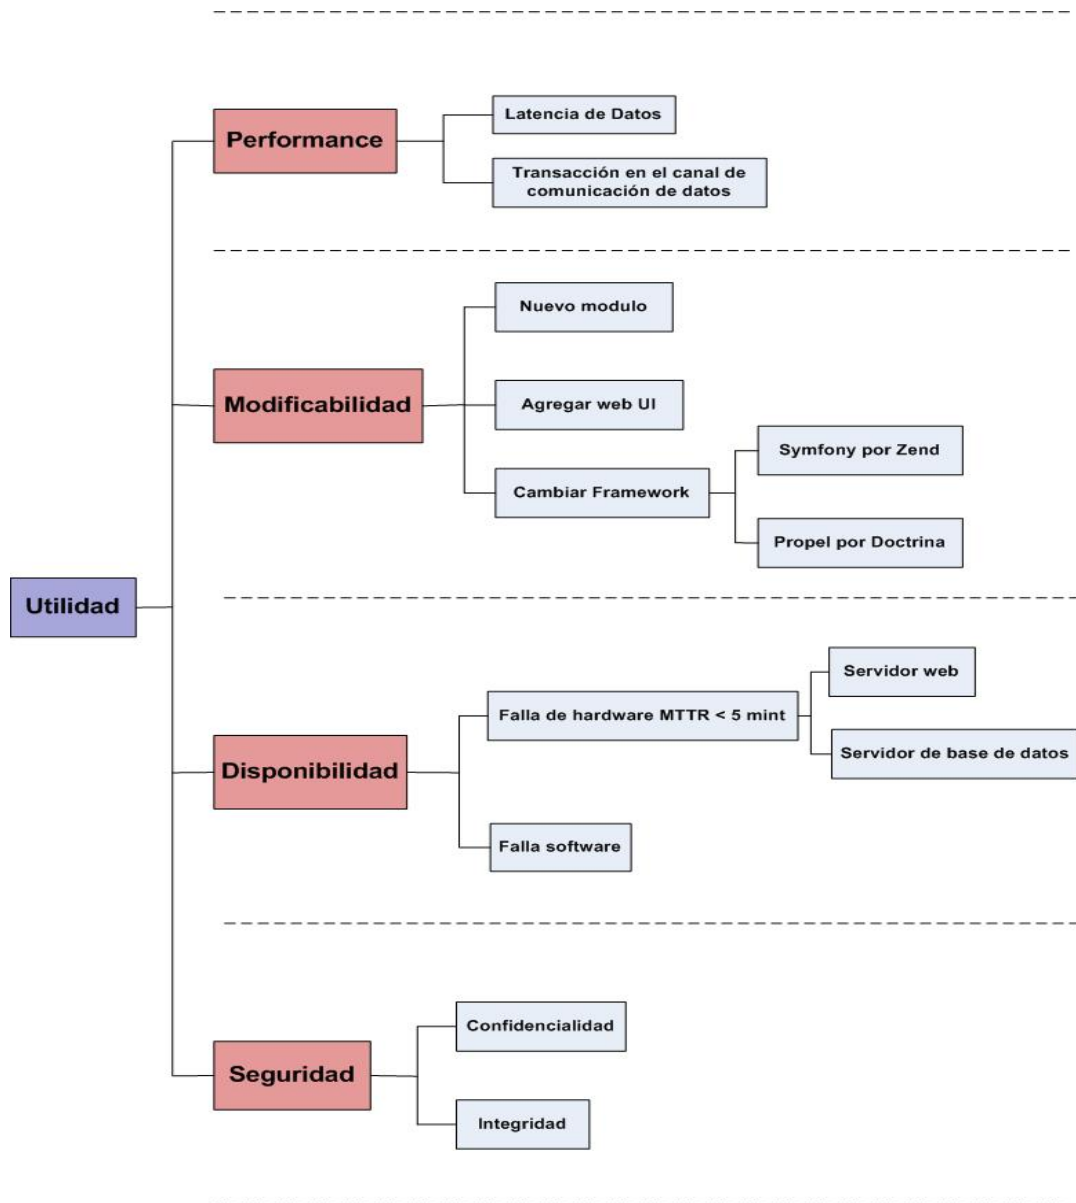 Performance
Latencia de Datos
Transacción en el canal de
comunicación de datos
Modificabilidad
Nuevo modulo
Agregar web UI
Cambiar Framework
Symfony por Zend
Propel por Doctrina
Utilidad
Disponibilidad
Falla de hardware MTTR < 5 mint
Servidor web
Servidor de base de datos
Falla software
Seguridad
Confidencialidad
Integridad